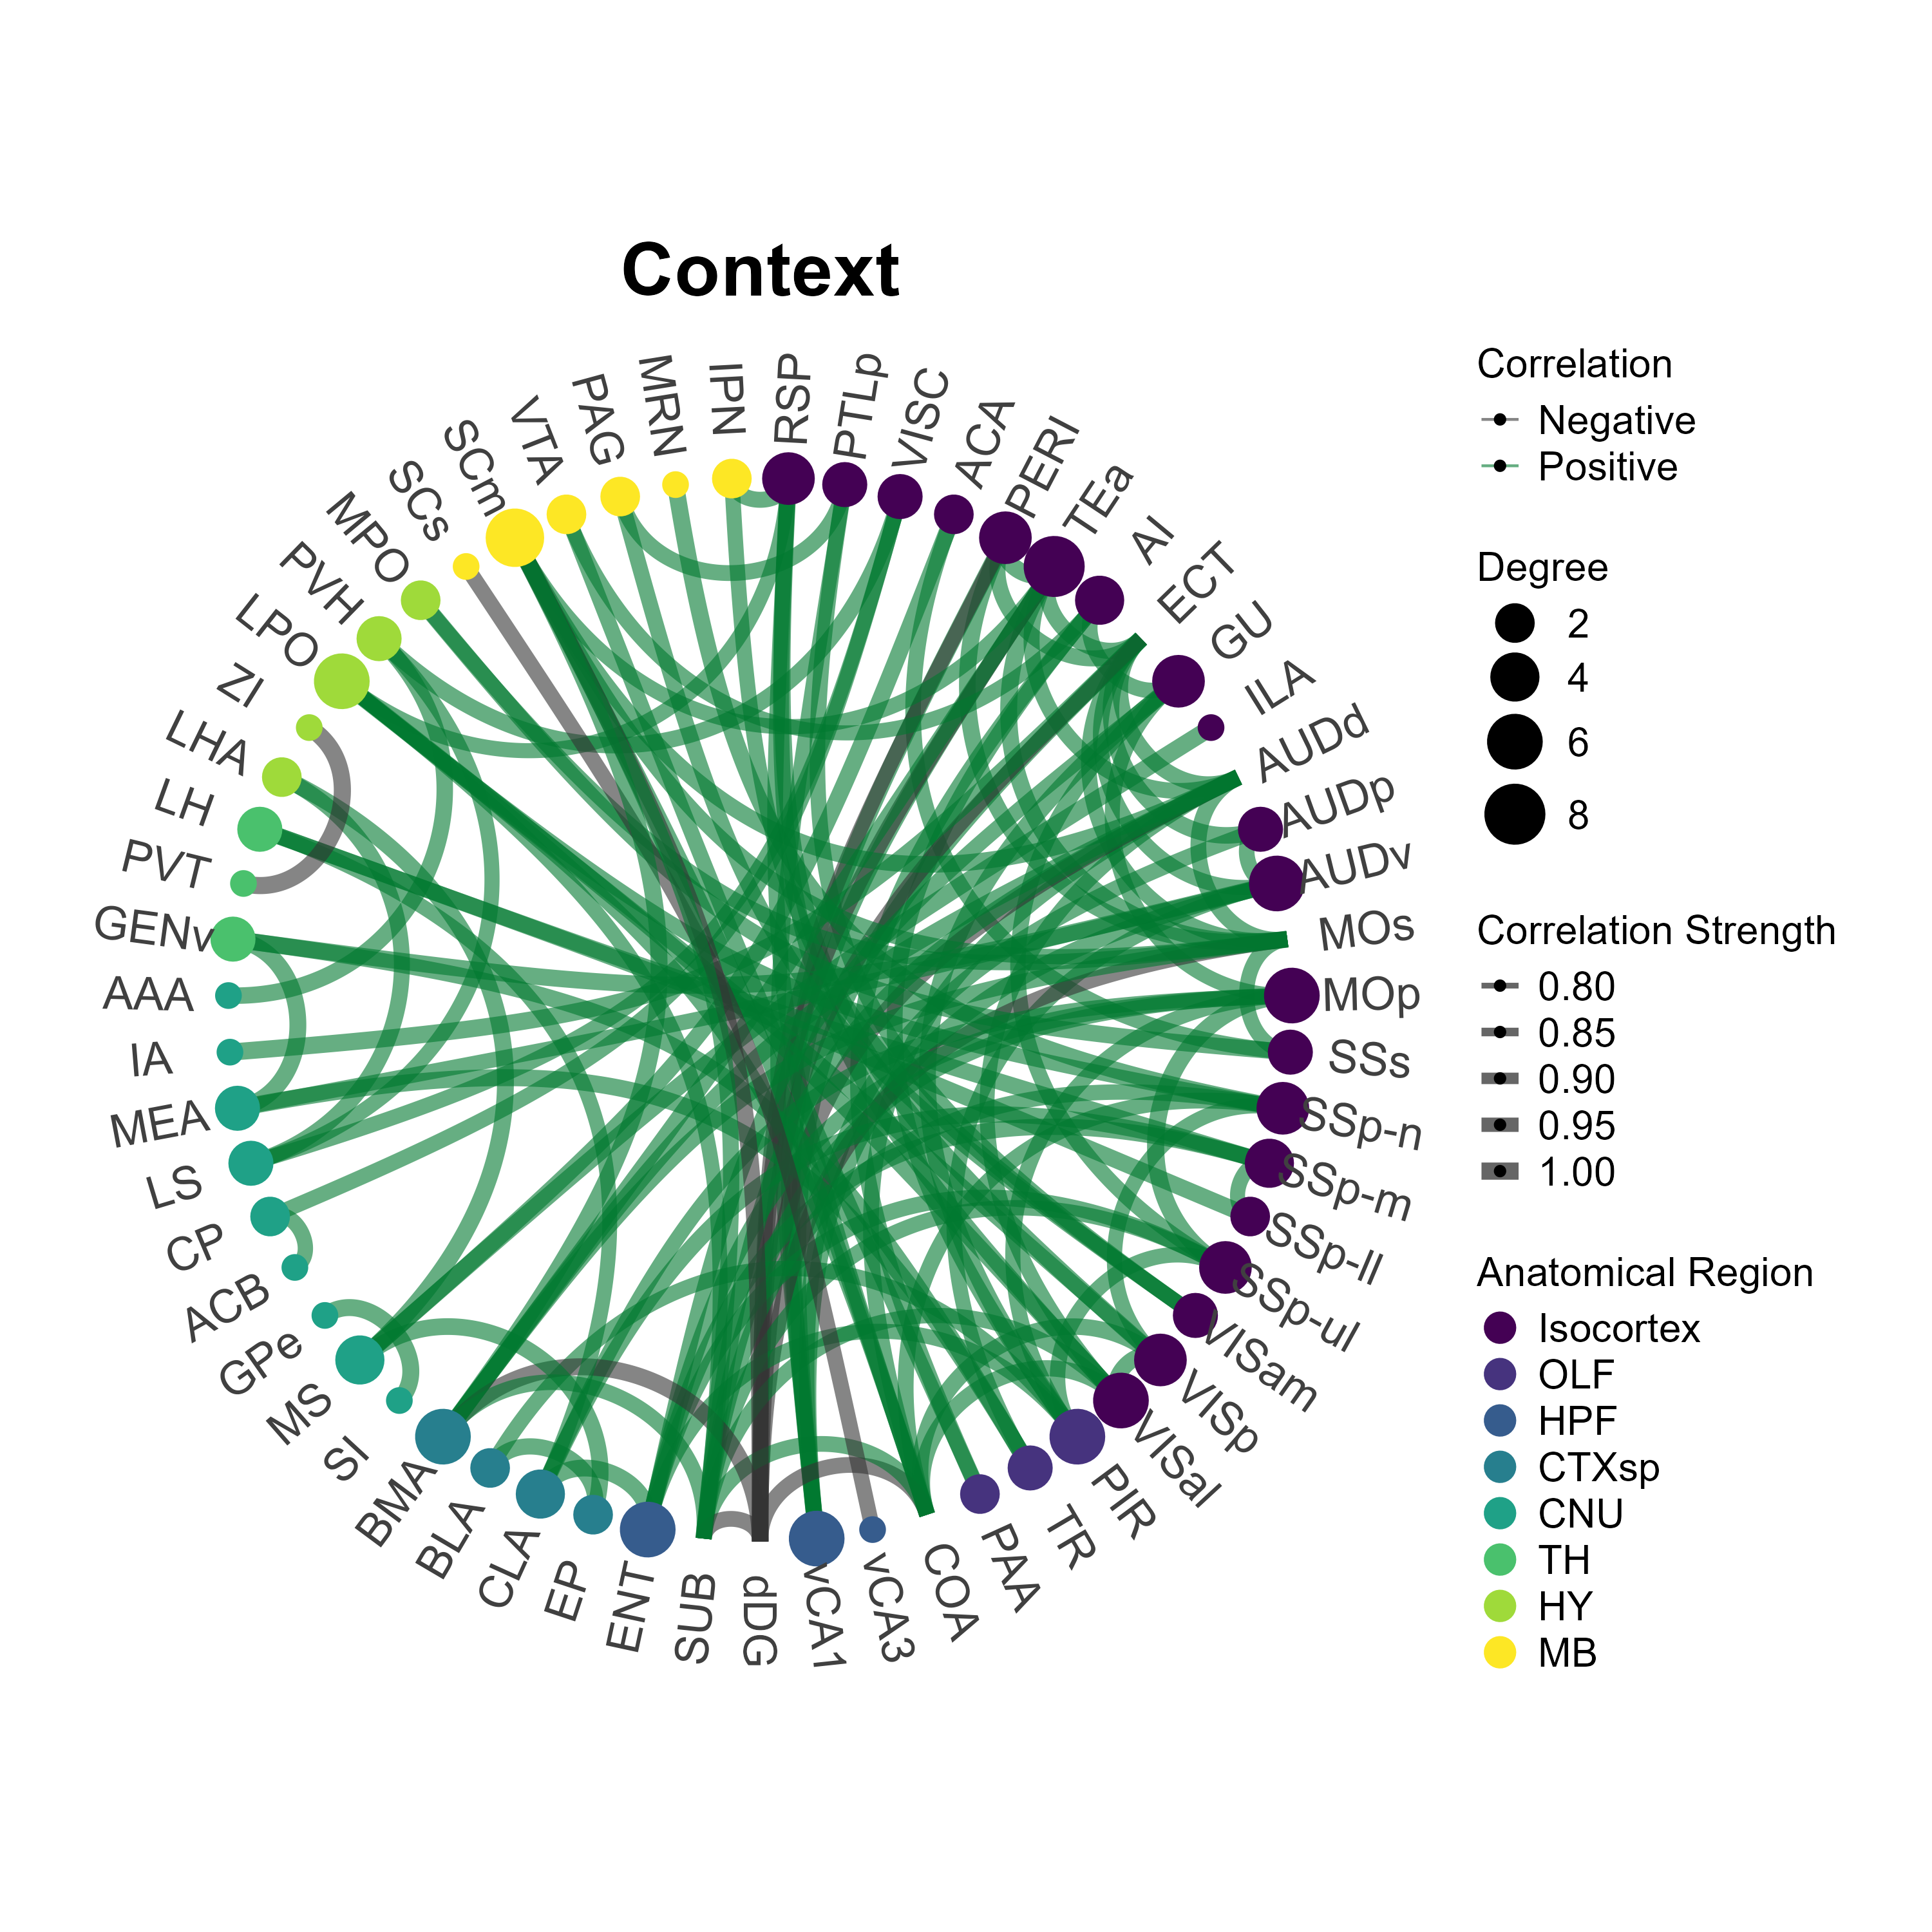 Context
RSP
PTLp
VISC
ACA
PERI
TEa
AI
ECT
GU
ILA
AUDd
AUDp
AUDv
MOs
MOp
SSs
SSp-n
SSp-m
SSp-ll
SSp-ul
VISam
VISp
VISal
PIR
TR
PAA
COA
vCA3
vCA1
dDG
SUB
ENT
EP
CLA
BLA
BMA
SI
MS
GPe
ACB
CP
LS
MEA
IA
AAA
GENv
PVT
LH
LHA
ZI
LPO
PVH
MPO
SCs
SCm
VTA
PAG
MRN
IPN
Correlation
Negative
Positive
Degree
2
4
6
8
Correlation Strength
0.80
0.85
0.90
0.95
1.00
Anatomical Region
Isocortex
OLF
HPF
CTXsp
CNU
TH
HY
MB